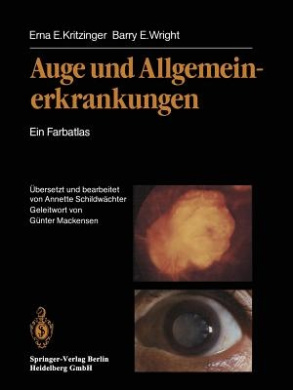 Erna E.Kritzinger Barry E.Wright
Auge und Allgemein-
erkrankungen
Ein Farbatlas
Übersetzt und bearbeitet
von Annette Schildwächter
Geleitwort von
Günter Mackensen
Springer-Verlag Berlin
Heidelberg GmbH